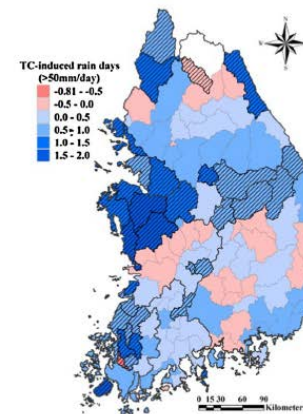 N
W
E
S
TC-induced rain days
(>50mm/day)
-0.81 - -0.5
-0.5 - 0.0
0.0 - 0.5
0.5 - 1.0
1.0 - 1.5
1.5 - 2.0
0 15 30 60 90
Kilometer